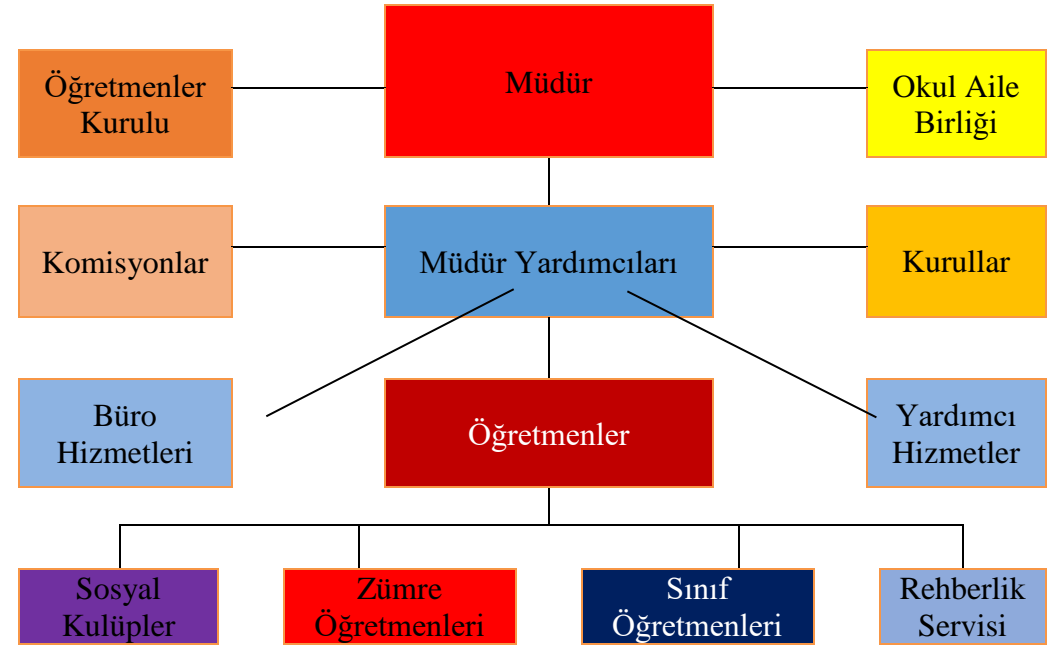 Öğretmenler
Kurulu
Müdür
Okul Aile
Birliği
Komisyonlar
Müdür Yardımcıları
Kurullar
Büro
Hizmetleri
Öğretmenler
Yardımcı
Hizmetler
Sosyal
Kulüpler
Zümre
Öğretmenleri
Sınıf
Öğretmenleri
Rehberlik
Servisi